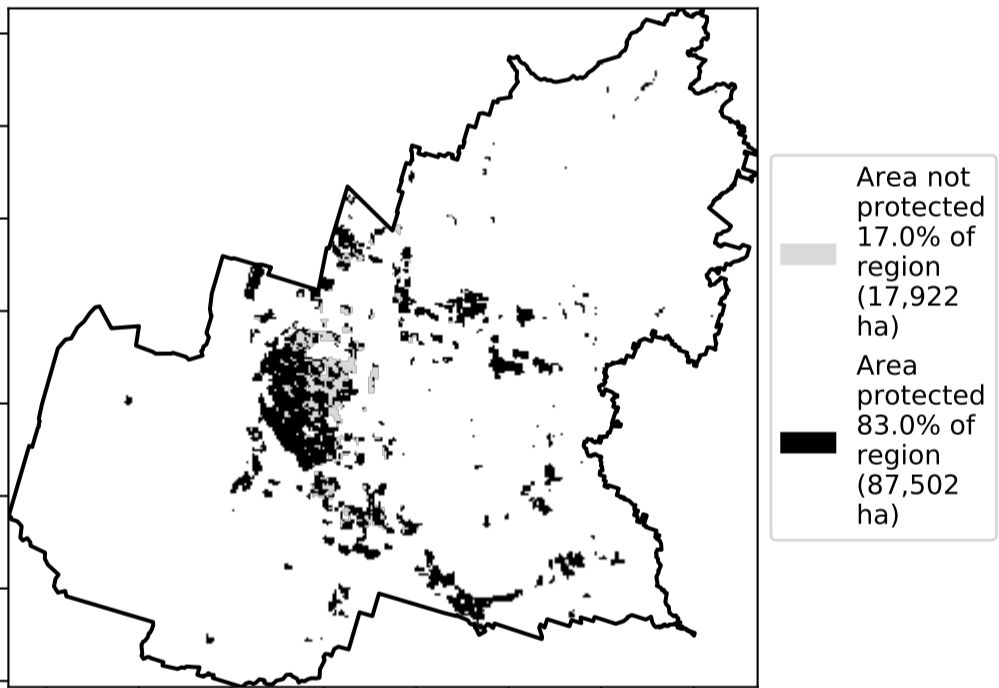 Area not
protected
17.0% of
region
(17,922
ha)
Area
protected
83.0% of
region
(87,502
ha)